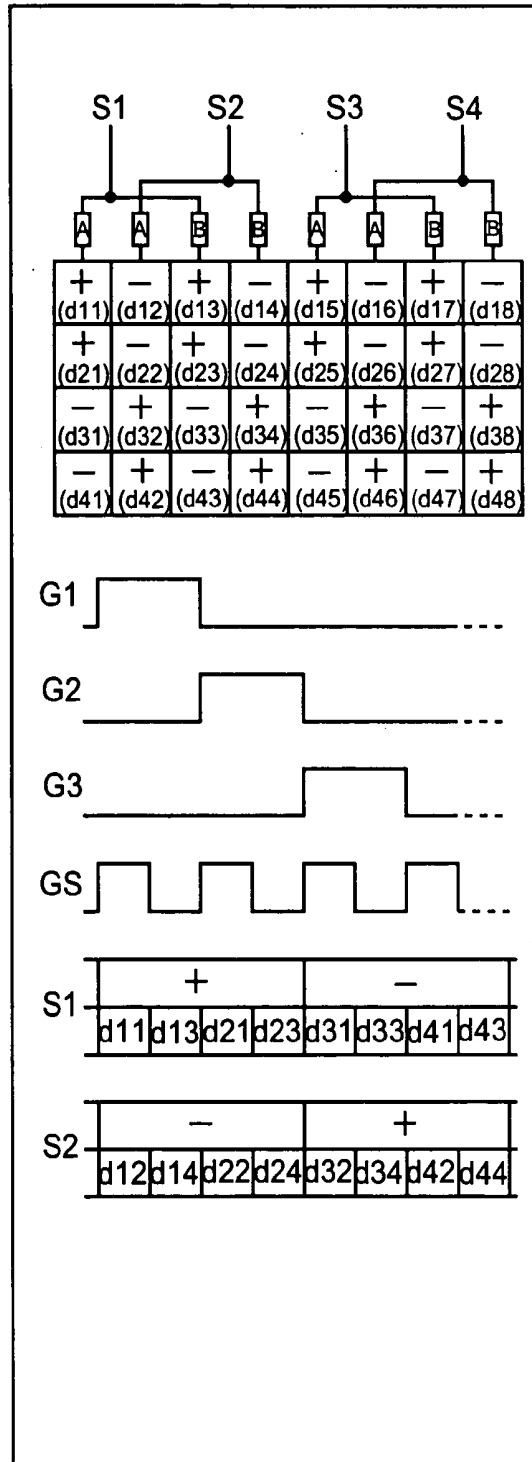 S1 S2 S3 S4
A A B B A A B B
+ − + − + − + −
(d11) (d12) (d13) (d14) (d15) (d16) (d17) (d18)
+ − + − + − + −
(d21) (d22) (d23) (d24) (d25) (d26) (d27) (d28)
− + − + − + − +
(d31) (d32) (d33) (d34) (d35) (d36) (d37) (d38)
− + − + − + − +
(d41) (d42) (d43) (d44) (d45) (d46) (d47) (d48)
G1
G2
G3
GS
S1
+ −
d11 d13 d21 d23 d31 d33 d41 d43
S2
− +
d12 d14 d22 d24 d32 d34 d42 d44